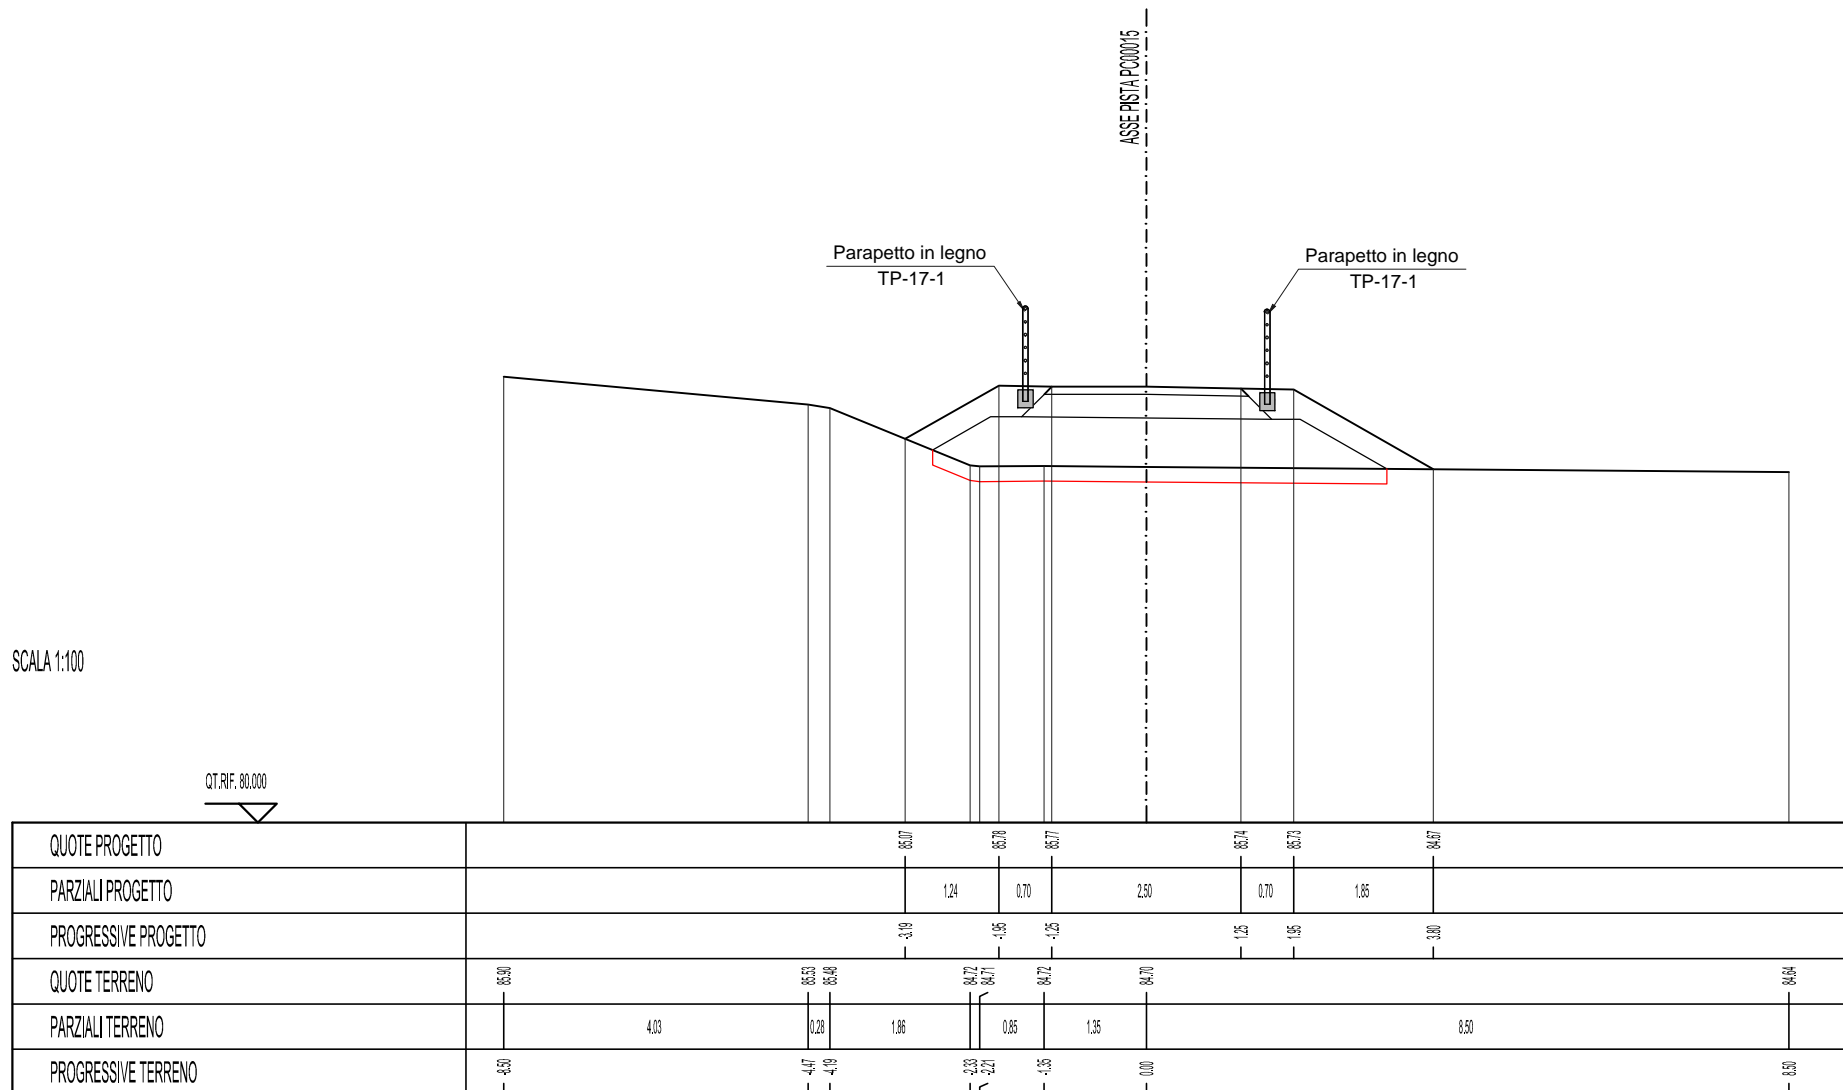 ASSE PISTA PC00015
Parapetto in legno
TP-17-1
Parapetto in legno
TP-17-1
SCALA 1:100
QT.RIF. 80.000
QUOTE PROGETTO 85.07 85.78 85.77 85.74 85.73 84.67
PARZIALI PROGETTO 1.24 0.70 2.50 0.70 1.85
PROGRESSIVE PROGETTO -3.19 -1.95 -1.25 1.25 1.95 3.80
QUOTE TERRENO 85.90 85.53 85.48 84.72 84.71 84.72 84.70 84.64
PARZIALI TERRENO 4.03 0.28 1.86 0.85 1.35 8.50
PROGRESSIVE TERRENO -8.50 -4.47 -4.19 -2.33 -2.21 -1.35 0.00 8.50